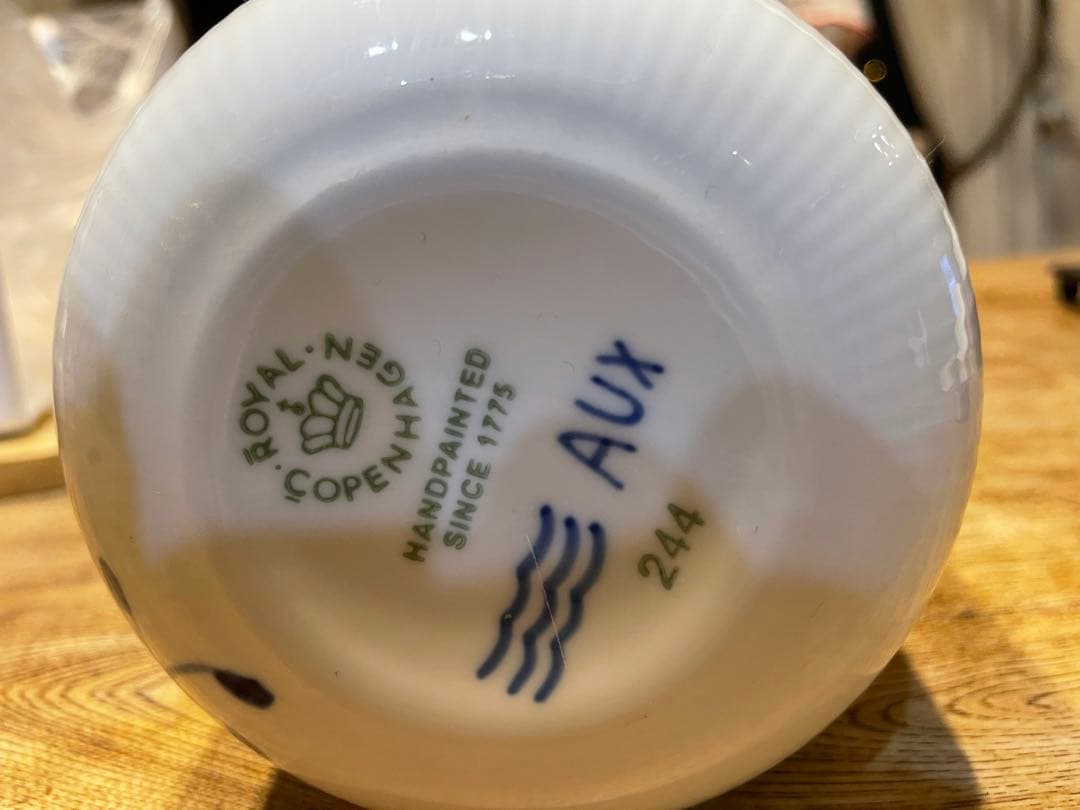 ROYAL · COPENHAGEN ·
HANDPAINTED
SINCE 1775
AUX
244